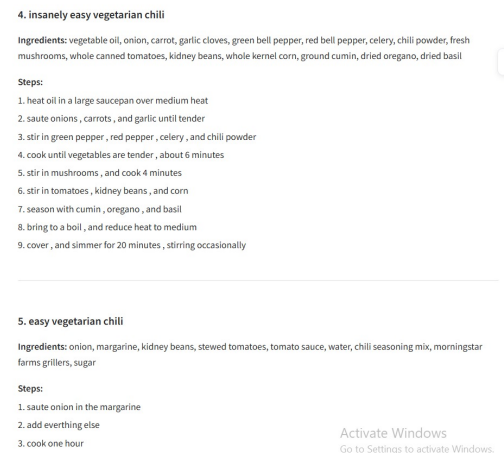 4. insanely easy vegetarian chili
Ingredients: vegetable oil, onion, carrot, garlic cloves, green bell pepper, red bell pepper, celery, chili powder, fresh
mushrooms, whole canned tomatoes, kidney beans, whole kernel corn, ground cumin, dried oregano, dried basil
Steps:
1. heat oil in a large saucepan over medium heat
2. saute onions , carrots , and garlic until tender
3. stir in green pepper , red pepper , celery , and chili powder
4. cook until vegetables are tender , about 6 minutes
5. stir in mushrooms , and cook 4 minutes
6. stir in tomatoes , kidney beans , and corn
7. season with cumin , oregano , and basil
8. bring to a boil , and reduce heat to medium
9. cover , and simmer for 20 minutes , stirring occasionally
5. easy vegetarian chili
Ingredients: onion, margarine, kidney beans, stewed tomatoes, tomato sauce, water, chili seasoning mix, morningstar
farms grillers, sugar
Steps:
1. saute onion in the margarine
2. add everthing else
3. cook one hour
Activate Windows
Go to Settings to activate Windows.